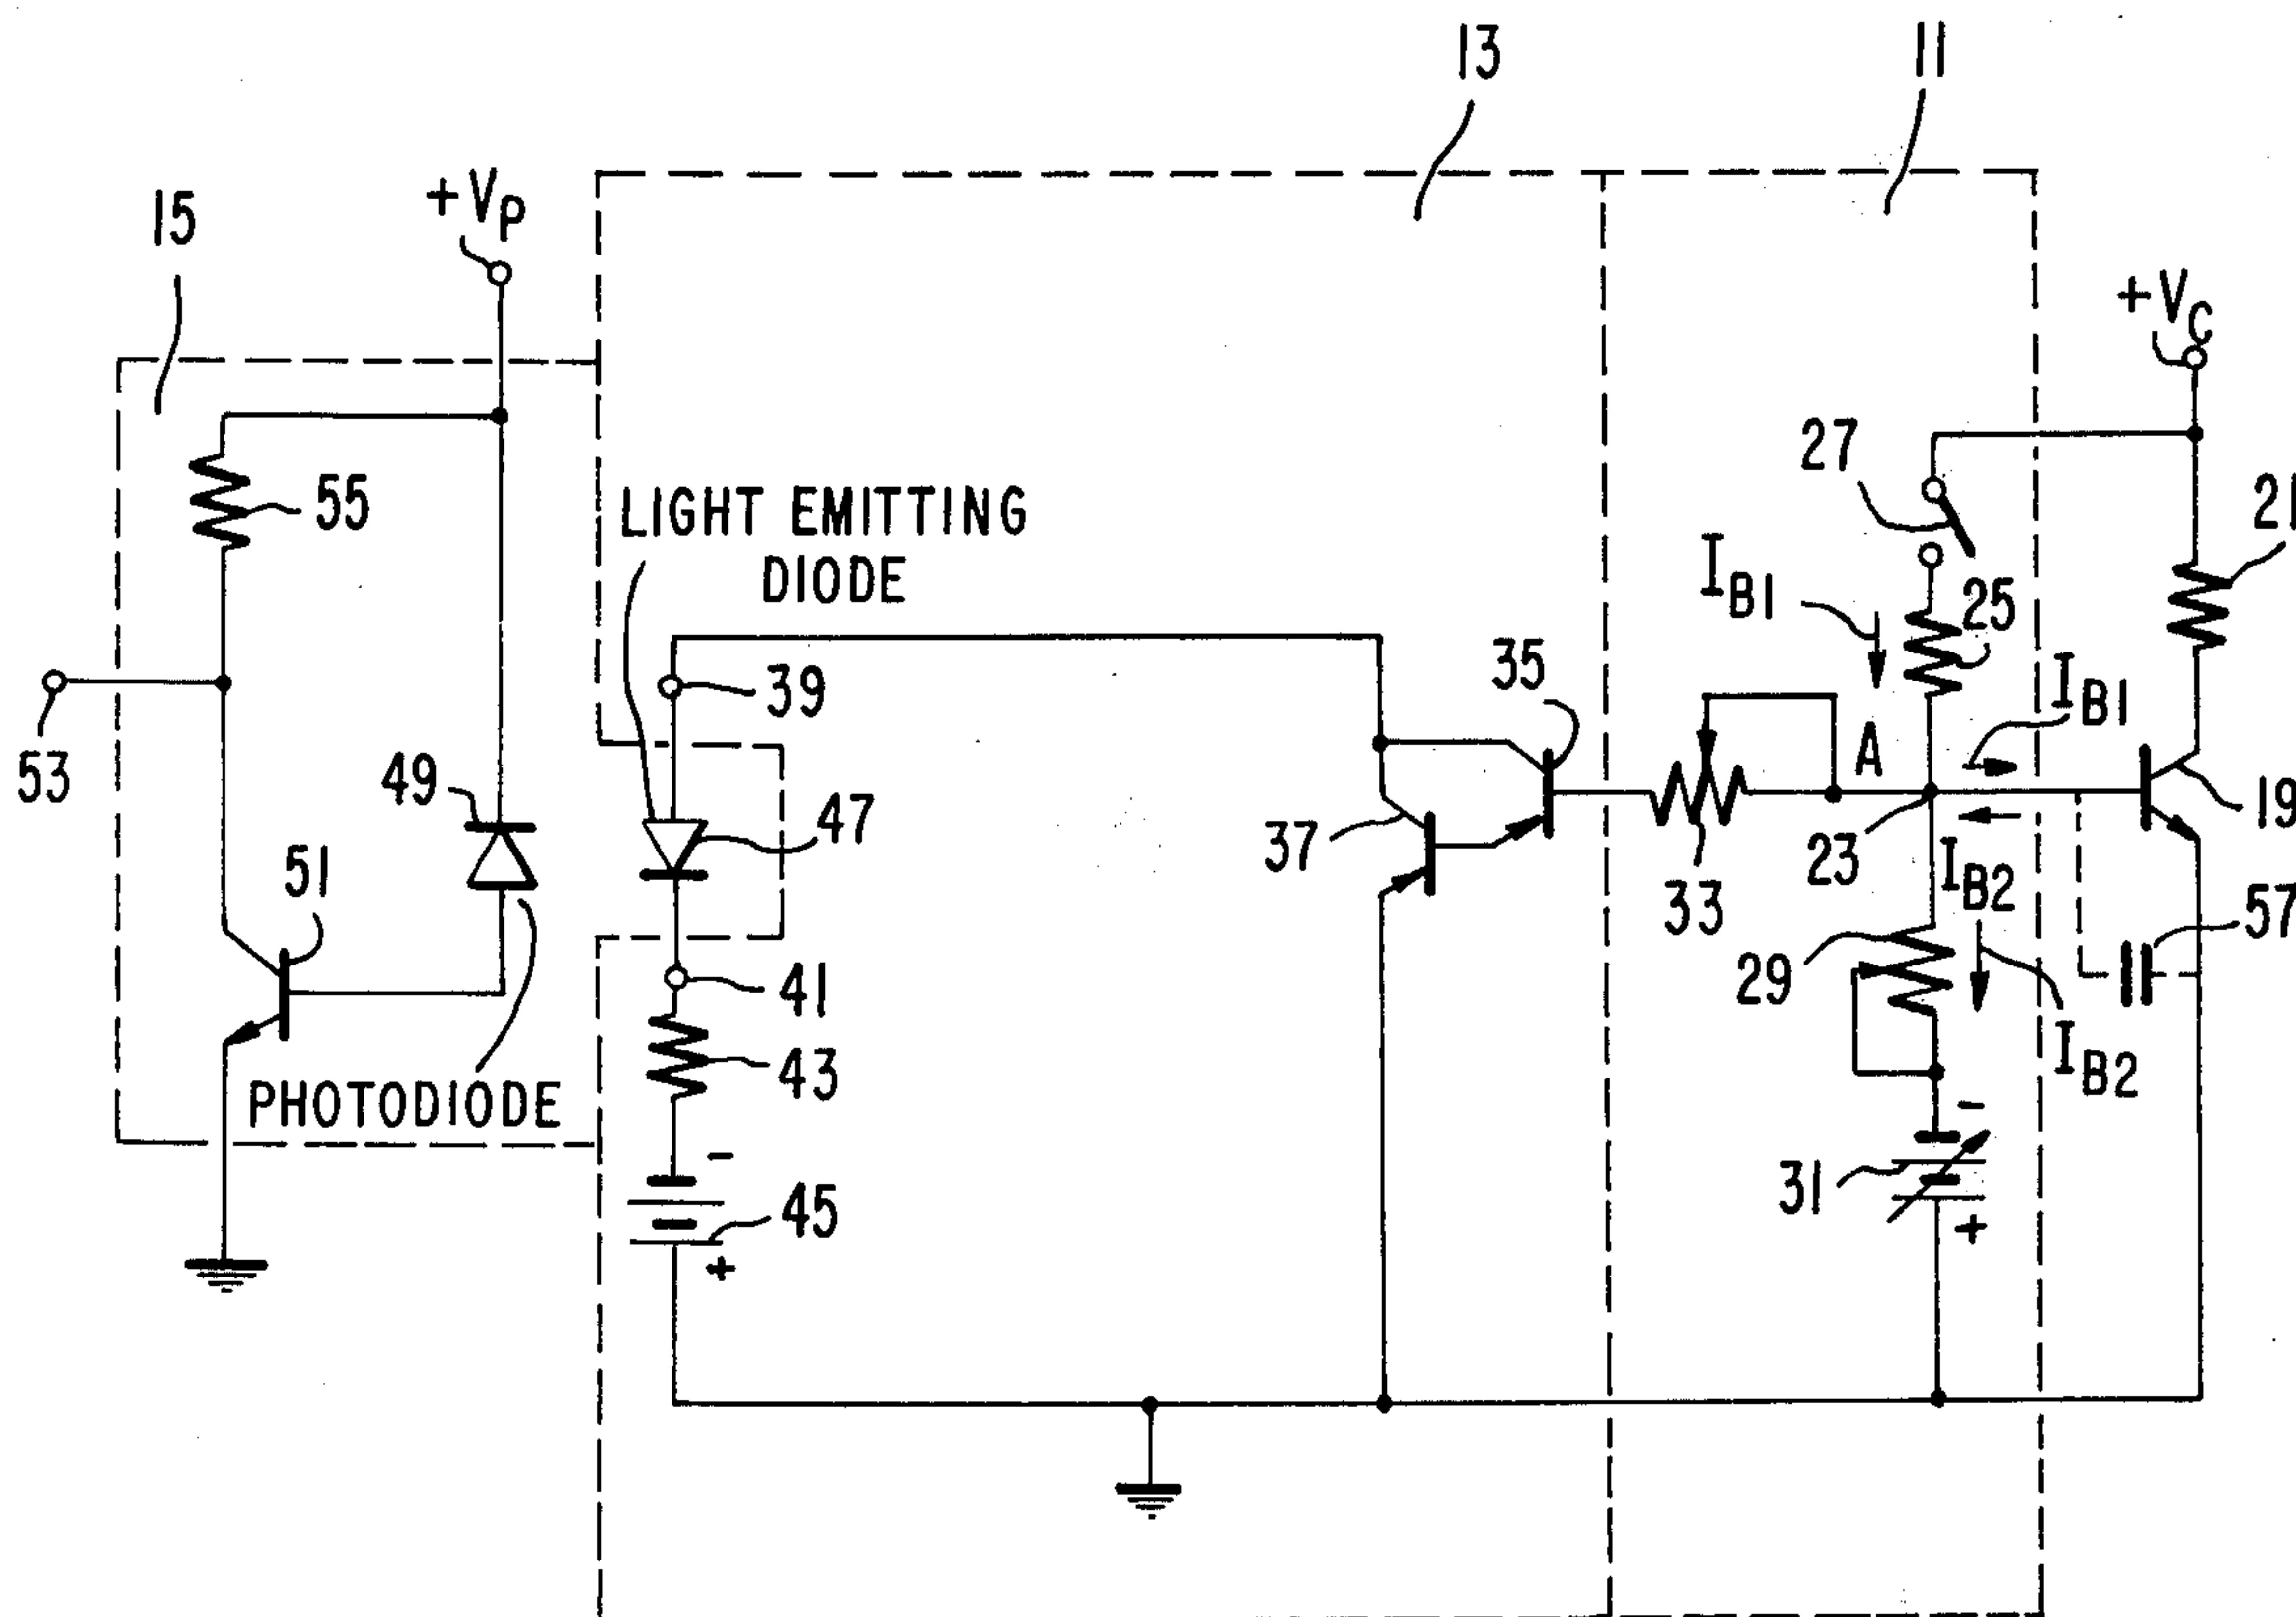 13
11
15
+VP
+VC
27
21
55
LIGHT EMITTING
DIODE
IB1
25
35
39
IB1
A
53
49
47
37
19
23
33
IB2
51
57
29
41
IB2
43
PHOTODIODE
-
-
31
45
+
+